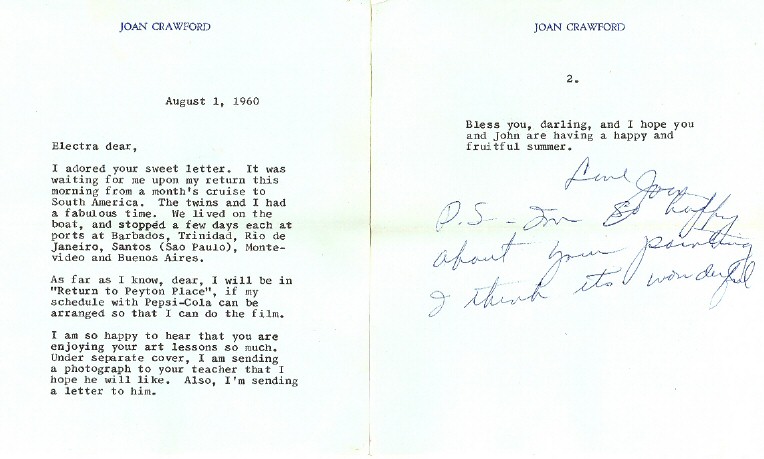 JOAN CRAWFORD
August 1, 1960
Electra dear,
I adored your sweet letter. It was
waiting for me upon my return this
morning from a month's cruise to
South America. The twins and I had
a fabulous time. We lived on the
boat, and stopped a few days each at
ports at Barbados, Trinidad, Rio de
Janeiro, Santos (Sao Paulo), Monte-
video and Buenos Aires.
As far as I know, dear, I will be in
"Return to Peyton Place", if my
schedule with Pepsi-Cola can be
arranged so that I can do the film.
I am so happy to hear that you are
enjoying your art lessons so much.
Under separate cover, I am sending
a photograph to your teacher that I
hope he will like. Also, I'm sending
a letter to him.
JOAN CRAWFORD
2.
Bless you, darling, and I hope you
and John are having a happy and
fruitful summer.
Love Joan
P.S - I'm so happy
about your painting
I think its wonderful